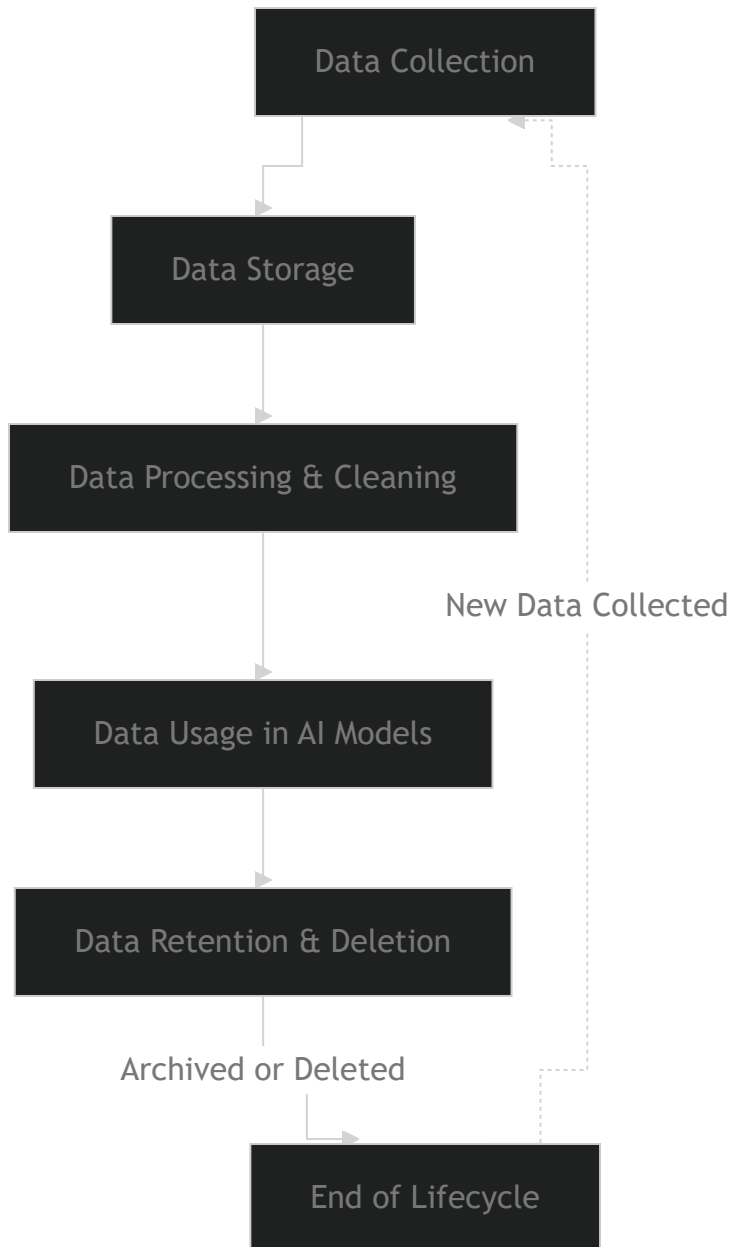 Data Collection
Data Storage
Data Processing & Cleaning
New Data Collected
Data Usage in AI Models
Data Retention & Deletion
Archived or Deleted
End of Lifecycle